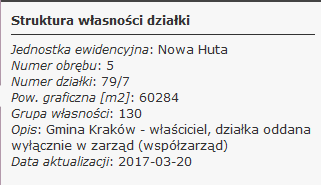 Struktura własności działki
Jednostka ewidencyjna: Nowa Huta
Numer obrębu: 5
Numer działki: 79/7
Pow. graficzna [m2]: 60284
Grupa własności: 130
Opis: Gmina Kraków - właściciel, działka oddana
wyłącznie w zarząd (współzarząd)
Data aktualizacji: 2017-03-20